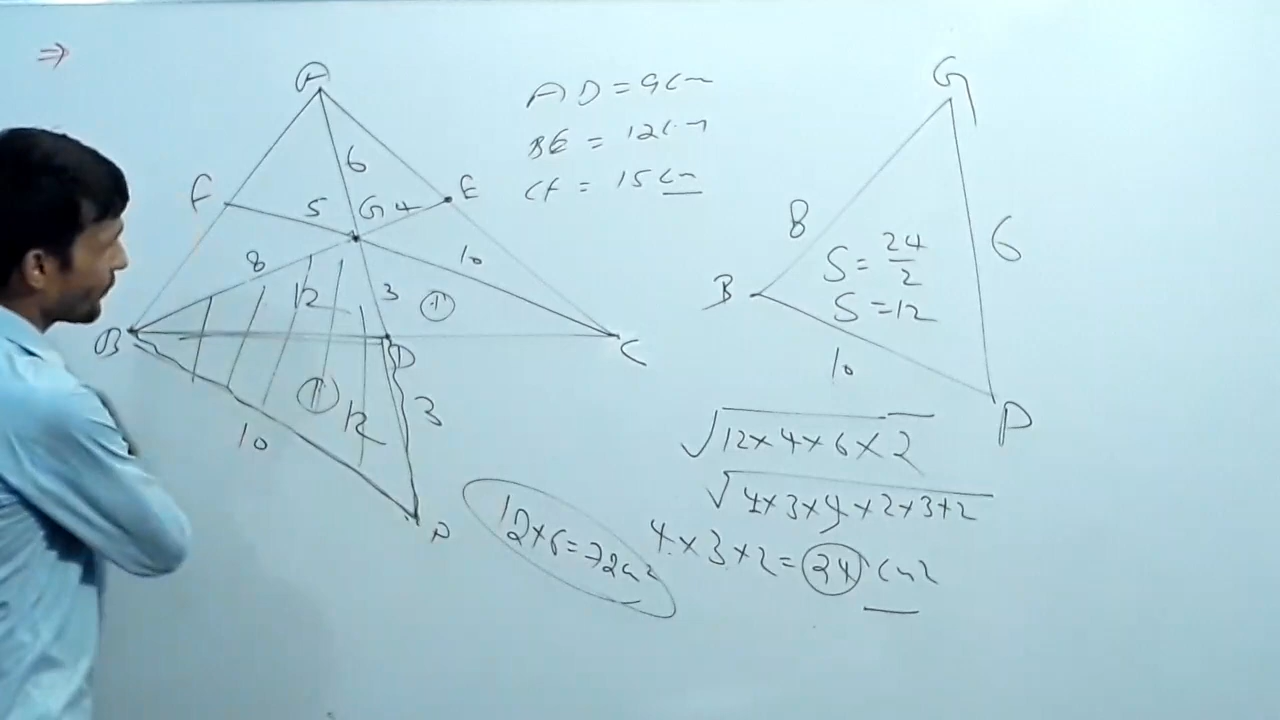 ⇒
A
F
E
5
6
G
4
8
10
12
3
①
B
D
C
①
12
3
10
P
AD = 9cm
BE = 12cm
CF = 15cm
G
8
6
S = 24/2
B
S = 12
10
P
√12×4×6×2
√4×3×4×2×3×2
4×3×2 = 24 cm2
12×6=72cm2